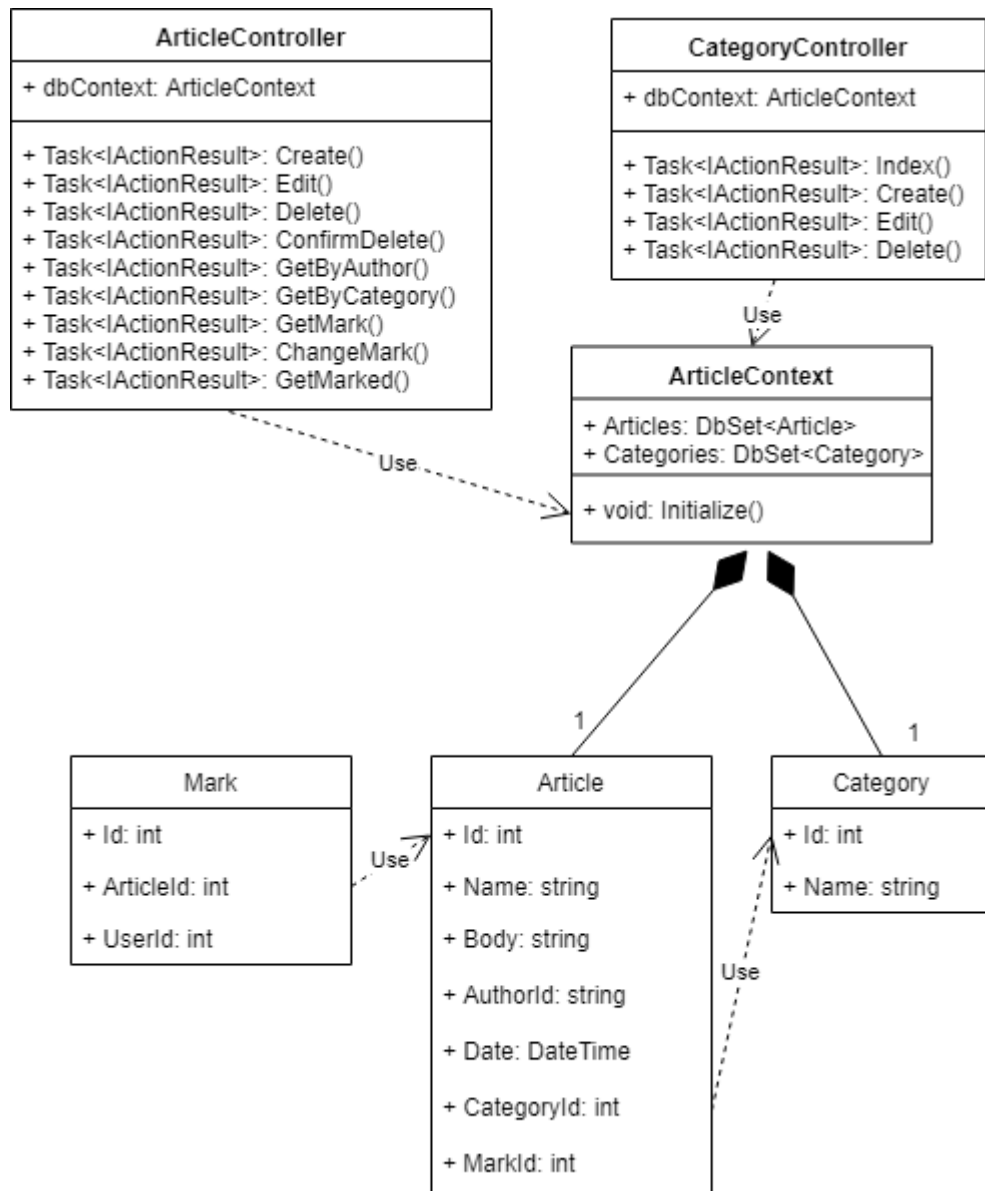 ArticleController
+ dbContext: ArticleContext
+ Task<IActionResult>: Create()
+ Task<IActionResult>: Edit()
+ Task<IActionResult>: Delete()
+ Task<IActionResult>: ConfirmDelete()
+ Task<IActionResult>: GetByAuthor()
+ Task<IActionResult>: GetByCategory()
+ Task<IActionResult>: GetMark()
+ Task<IActionResult>: ChangeMark()
+ Task<IActionResult>: GetMarked()
CategoryController
+ dbContext: ArticleContext
+ Task<IActionResult>: Index()
+ Task<IActionResult>: Create()
+ Task<IActionResult>: Edit()
+ Task<IActionResult>: Delete()
Use
Use
ArticleContext
+ Articles: DbSet<Article>
+ Categories: DbSet<Category>
+ void: Initialize()
1
1
Mark
+ Id: int
+ ArticleId: int
+ UserId: int
Use
Article
+ Id: int
+ Name: string
+ Body: string
+ AuthorId: string
+ Date: DateTime
+ CategoryId: int
+ MarkId: int
Use
Category
+ Id: int
+ Name: string